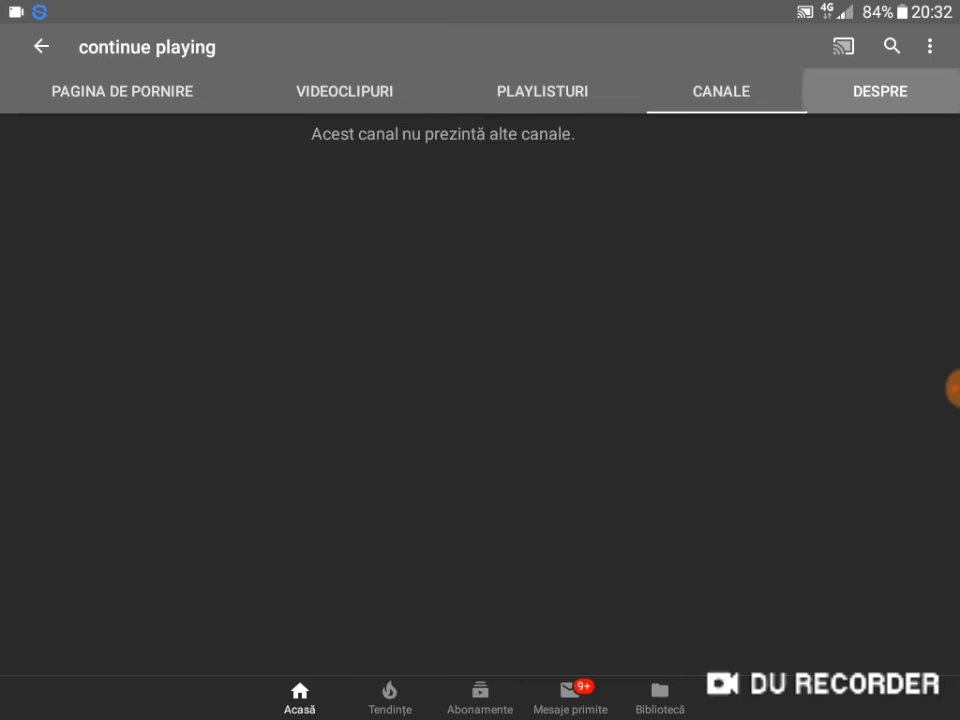 4G 84% 20:32
continue playing
PAGINA DE PORNIRE VIDEOCLIPURI PLAYLISTURI CANALE DESPRE
Acest canal nu prezintă alte canale.
9+
Acasă Tendințe Abonamente Mesaje primite Bibliotecă
DU RECORDER